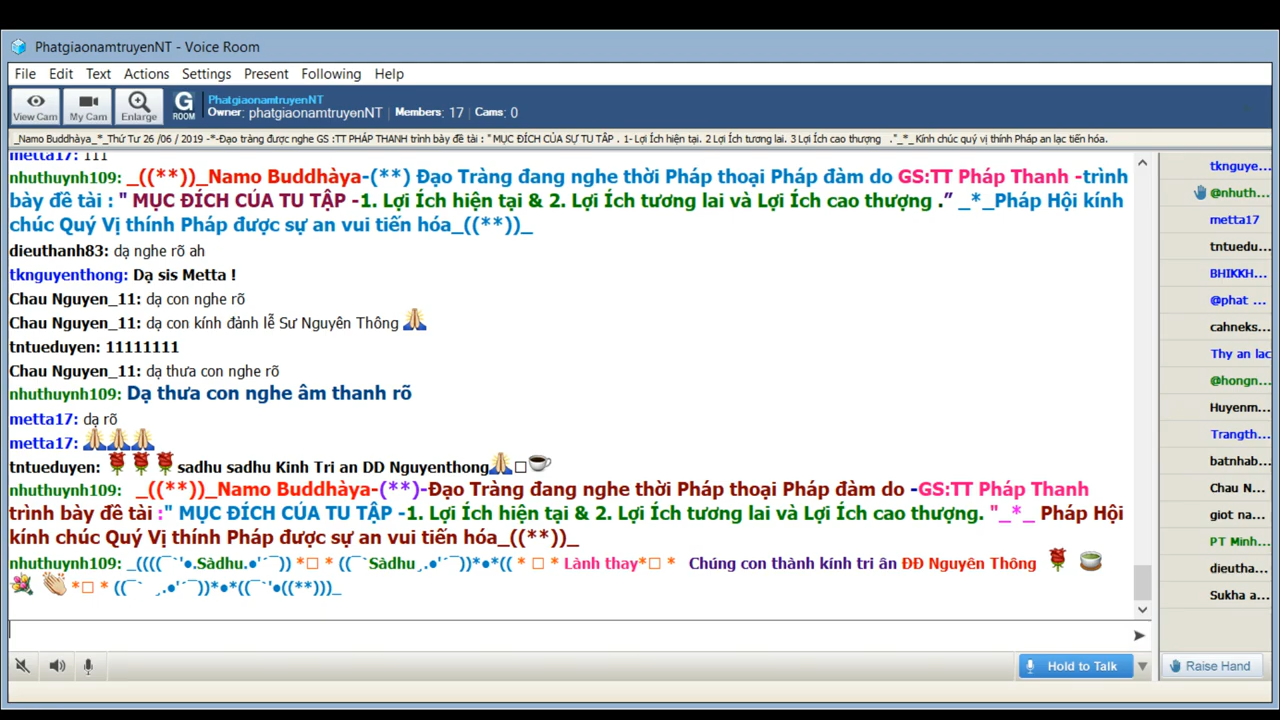 PhatgiaonamtruyenNT - Voice Room
File Edit Text Actions Settings Present Following Help
View Cam My Cam Enlarge G ROOM PhatgiaonamtruyenNT
Owner: phatgiaonamtruyenNT Members: 17 Cams: 0
_Namo Buddhàya_*_Thứ Tư 26 /06 / 2019 -*-Đạo tràng được nghe GS :TT PHÁP THANH trình bày đề tài : " MỤC ĐÍCH CỦA SỰ TU TẬP . 1- Lợi Ích hiện tại. 2 Lợi Ích tương lai. 3 Lợi Ích cao thượng ."_*_ Kính chúc quý vị thính Pháp an lạc tiến hóa.
metta17: 111
nhuthuynh109: _((**))_Namo Buddhàya-(**) Đạo Tràng đang nghe thời Pháp thoại Pháp đàm do GS:TT Pháp Thanh -trình
bày đề tài : " MỤC ĐÍCH CỦA TU TẬP -1. Lợi Ích hiện tại & 2. Lợi Ích tương lai và Lợi Ích cao thượng ." _*_Pháp Hội kính
chúc Quý Vị thính Pháp được sự an vui tiến hóa_((**))_
dieuthanh83: dạ nghe rõ ah
tknguyenthong: Dạ sis Metta !
Chau Nguyen_11: dạ con nghe rõ
Chau Nguyen_11: dạ con kính đảnh lễ Sư Nguyên Thông 🙏
tntueduyen: 11111111
Chau Nguyen_11: dạ thưa con nghe rõ
nhuthuynh109: Dạ thưa con nghe âm thanh rõ
metta17: dạ rõ
metta17: 🙏🙏🙏
tntueduyen: 🌹🌹🌹 sadhu sadhu Kinh Tri an DD Nguyenthong🙏□☕
nhuthuynh109: _((**))_Namo Buddhàya-(**)-Đạo Tràng đang nghe thời Pháp thoại Pháp đàm do -GS:TT Pháp Thanh
trình bày đề tài :" MỤC ĐÍCH CỦA TU TẬP -1. Lợi Ích hiện tại & 2. Lợi Ích tương lai và Lợi Ích cao thượng. "_*_ Pháp Hội
kính chúc Quý Vị thính Pháp được sự an vui tiến hóa_((**))_
nhuthuynh109: _((((¯`'•.Sàdhu.•'´¯)) *□ * ((¯`Sàdhu¸.•'´¯))*•*(( * □ * Lành thay*□ * Chúng con thành kính tri ân ĐĐ Nguyên Thông 🌹 🍵
💐 👏 *□ * ((¯` ¸.•'´¯))*•*((¯`'•((**)))_
tknguye...
@nhuth...
metta17
tntuedu...
BHIKKH...
@phat ...
cahneks...
Thy an lac
@hongn...
Huyenm...
Trangth...
batnhab...
Chau N...
giot na...
PT Minh...
dieutha...
Sukha a...
Hold to Talk
Raise Hand